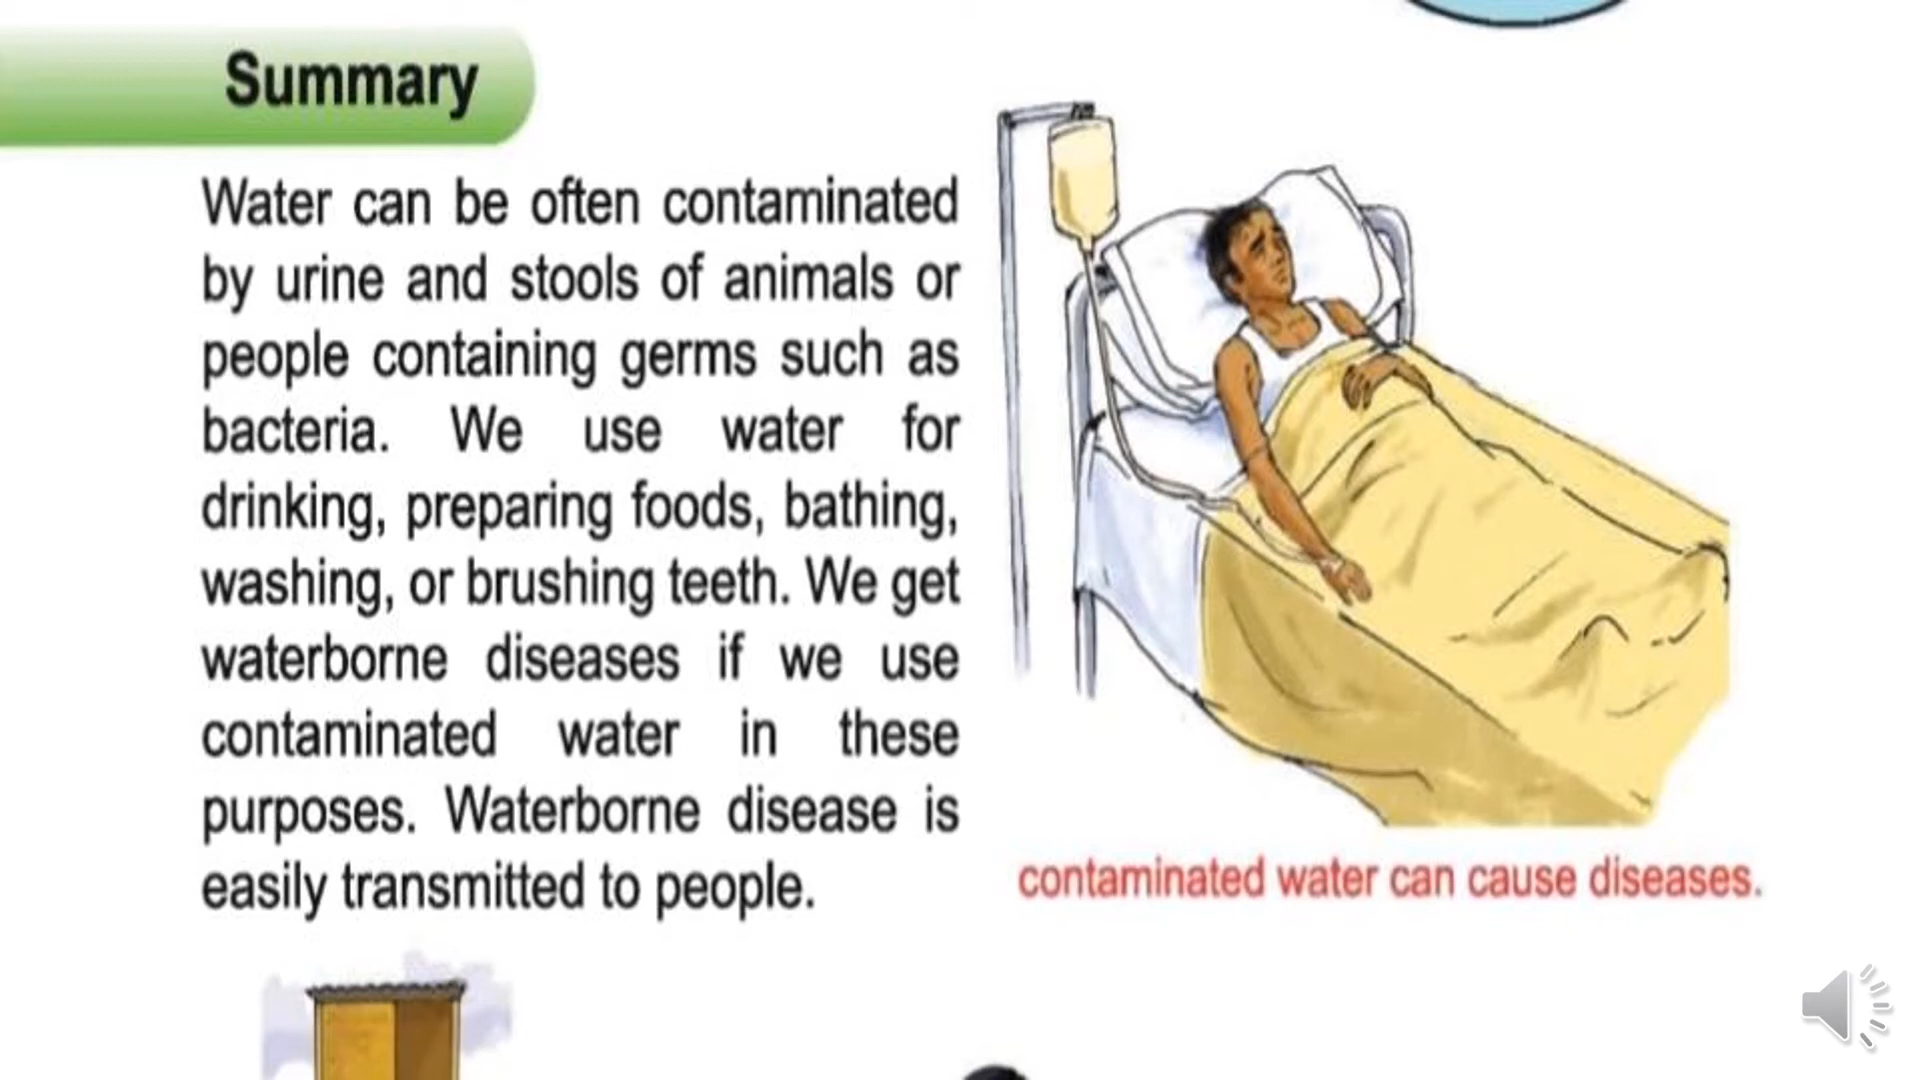 Summary
Water can be often contaminated
by urine and stools of animals or
people containing germs such as
bacteria. We use water for
drinking, preparing foods, bathing,
washing, or brushing teeth. We get
waterborne diseases if we use
contaminated water in these
purposes. Waterborne disease is
easily transmitted to people.
contaminated water can cause diseases.